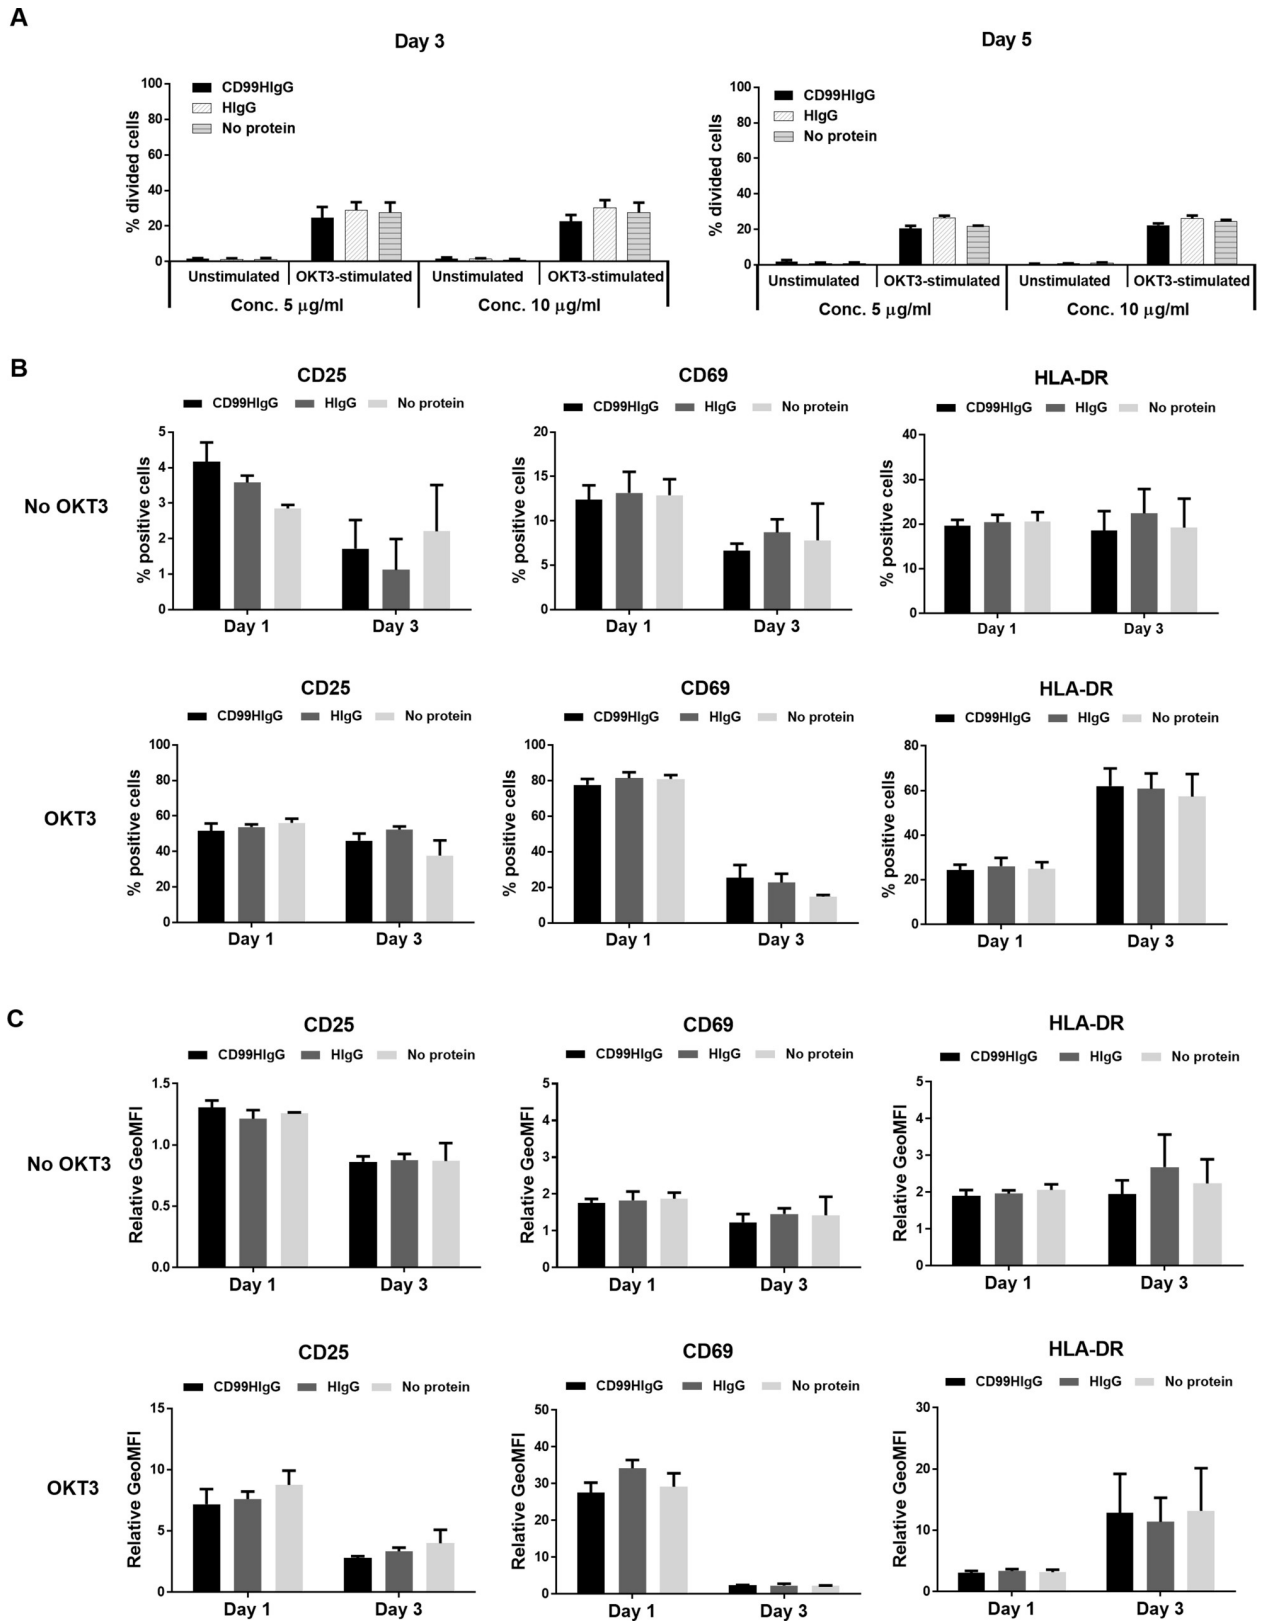 A
Day 3
Day 5
CD99HIgG
HIgG
No protein
% divided cells
100
80
60
40
20
0
Unstimulated
OKT3-stimulated
Unstimulated
OKT3-stimulated
Conc. 5 µg/ml
Conc. 10 µg/ml
CD99HIgG
HIgG
No protein
% divided cells
100
80
60
40
20
0
Unstimulated
OKT3-stimulated
Unstimulated
OKT3-stimulated
Conc. 5 µg/ml
Conc. 10 µg/ml
B
No OKT3
CD25
CD99HIgG HIgG No protein
% positive cells
5
4
3
2
1
0
Day 1 Day 3
CD69
CD99HIgG HIgG No protein
% positive cells
20
15
10
5
0
Day 1 Day 3
HLA-DR
CD99HIgG HIgG No protein
% positive cells
40
30
20
10
0
Day 1 Day 3
OKT3
CD25
CD99HIgG HIgG No protein
% positive cells
100
80
60
40
20
0
Day 1 Day 3
CD69
CD99HIgG HIgG No protein
% positive cells
100
80
60
40
20
0
Day 1 Day 3
HLA-DR
CD99HIgG HIgG No protein
% positive cells
80
60
40
20
0
Day 1 Day 3
C
No OKT3
CD25
CD99HIgG HIgG No protein
Relative GeoMFI
1.5
1.0
0.5
0.0
Day 1 Day 3
CD69
CD99HIgG HIgG No protein
Relative GeoMFI
5
4
3
2
1
0
Day 1 Day 3
HLA-DR
CD99HIgG HIgG No protein
Relative GeoMFI
5
4
3
2
1
0
Day 1 Day 3
OKT3
CD25
CD99HIgG HIgG No protein
Relative GeoMFI
15
10
5
0
Day 1 Day 3
CD69
CD99HIgG HIgG No protein
Relative GeoMFI
50
40
30
20
10
0
Day 1 Day 3
HLA-DR
CD99HIgG HIgG No protein
Relative GeoMFI
30
20
10
0
Day 1 Day 3